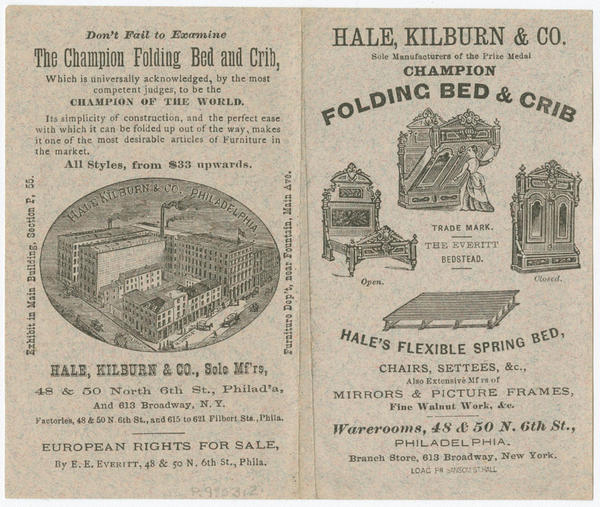 Don't Fail to Examine
The Champion Folding Bed and Crib,
Which is universally acknowledged, by the most
competent judges, to be the
CHAMPION OF THE WORLD.
Its simplicity of construction, and the perfect ease
with which it can be folded up out of the way, makes
it one of the most desirable articles of Furniture in
the market.
All Styles, from $33 upwards.
Exhibit in Main Building, Section P, 55.
HALE, KILBURN & CO., PHILADELPHIA.
Furniture Dep't, near Fountain, Main Ave.
HALE, KILBURN & CO., Sole Mf'rs,
48 & 50 North 6th St., Philad'a,
And 613 Broadway, N. Y.
Factories, 48 & 50 N. 6th St., and 615 to 621 Filbert Sts., Phila.
EUROPEAN RIGHTS FOR SALE,
By E. E. EVERITT, 48 & 50 N. 6th St., Phila.
HALE, KILBURN & CO.
Sole Manufacturers of the Prize Medal
CHAMPION
FOLDING BED & CRIB
TRADE MARK.
THE EVERITT
BEDSTEAD.
Open.
Closed.
HALE'S FLEXIBLE SPRING BED,
CHAIRS, SETTEES, &c.,
Also Extensive Mf'rs of
MIRRORS & PICTURE FRAMES,
Fine Walnut Work, &c.
Warerooms, 48 & 50 N. 6th St.,
PHILADELPHIA.
Branch Store, 613 Broadway, New York.